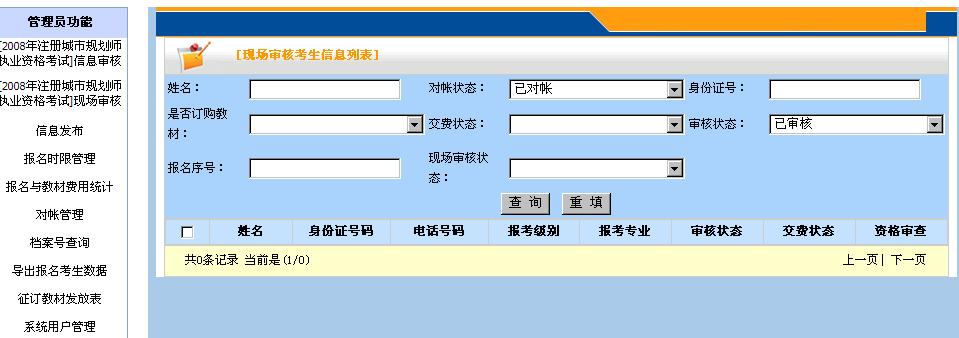 管理员功能
[2008年注册城市规划师
执业资格考试]信息审核
[2008年注册城市规划师
执业资格考试]现场审核
信息发布
报名时限管理
报名与教材费用统计
对帐管理
档案号查询
导出报名考生数据
征订教材发放表
系统用户管理
[现场审核考生信息列表]
姓名： 对帐状态： 已对帐 身份证号：
是否订购教
材： 交费状态： 审核状态： 已审核
报名序号： 现场审核状
态：
查 询 重 填
姓名 身份证号码 电话号码 报考级别 报考专业 审核状态 交费状态 资格审查
共0条记录 当前是(1/0) 上一页| 下一页